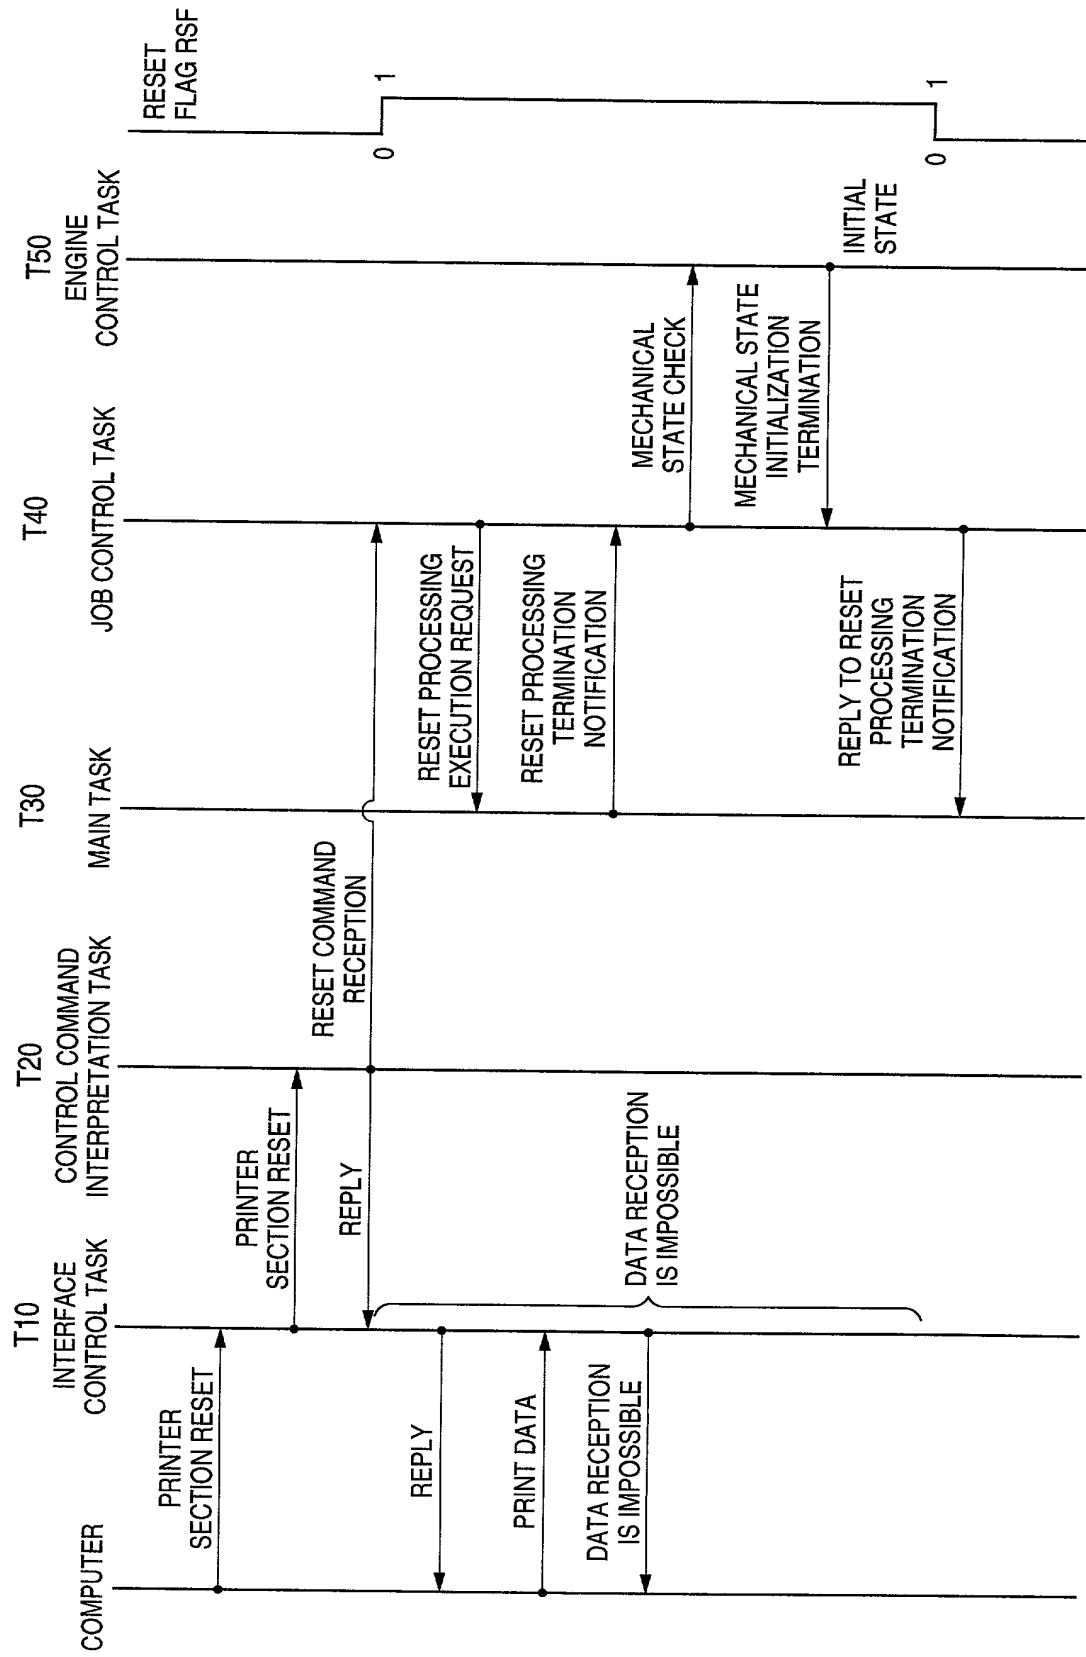 COMPUTER
T10
INTERFACE
CONTROL TASK
T20
CONTROL COMMAND
INTERPRETATION TASK
T30
MAIN TASK
T40
JOB CONTROL TASK
T50
ENGINE
CONTROL TASK
RESET
FLAG RSF
PRINTER
SECTION RESET
PRINTER
SECTION RESET
REPLY
RESET COMMAND
RECEPTION
0
1
REPLY
RESET PROCESSING
EXECUTION REQUEST
PRINT DATA
RESET PROCESSING
TERMINATION
NOTIFICATION
DATA RECEPTION
IS IMPOSSIBLE
DATA RECEPTION
IS IMPOSSIBLE
MECHANICAL
STATE CHECK
MECHANICAL STATE
INITIALIZATION
TERMINATION
INITIAL
STATE
REPLY TO RESET
PROCESSING
TERMINATION
NOTIFICATION
0
1